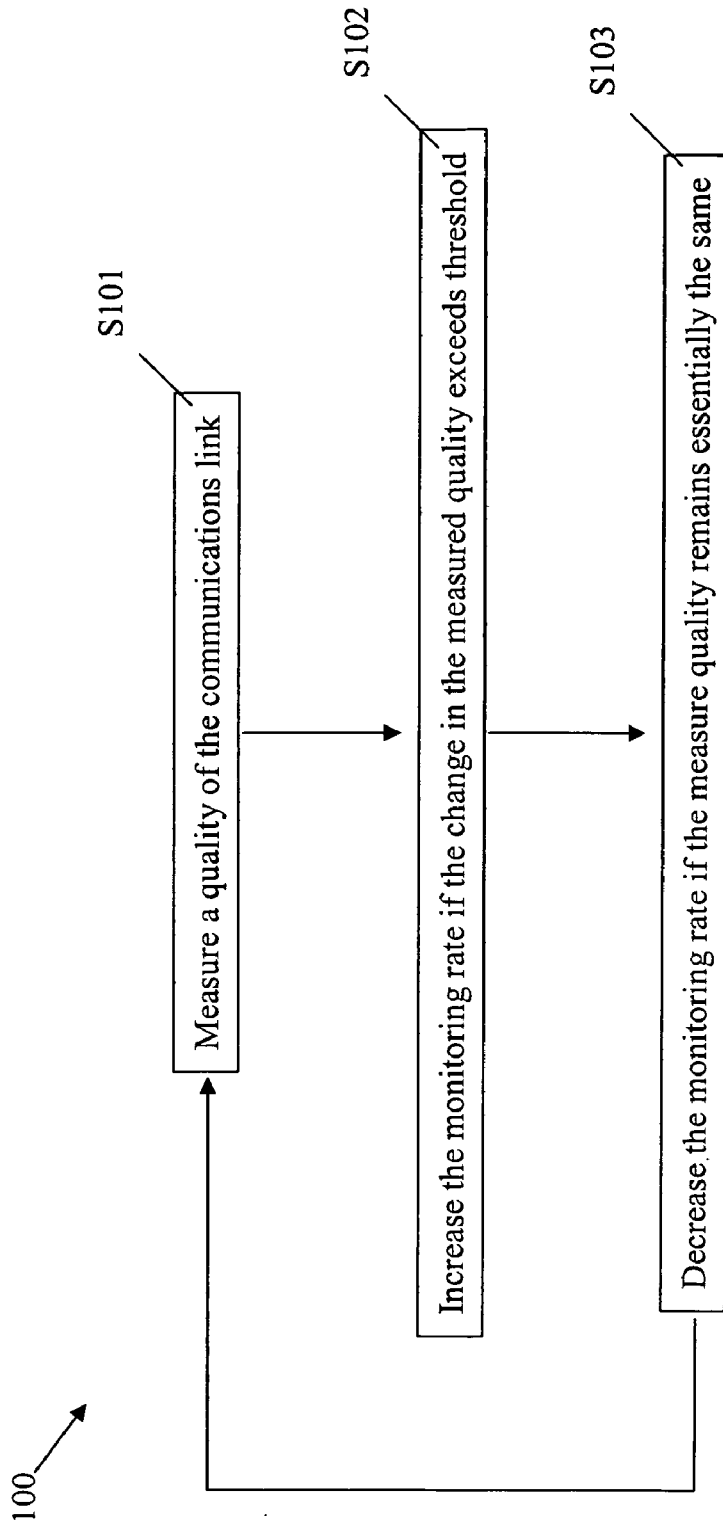 100
S101
Measure a quality of the communications link
S102
Increase the monitoring rate if the change in the measured quality exceeds threshold
S103
Decrease the monitoring rate if the measure quality remains essentially the same